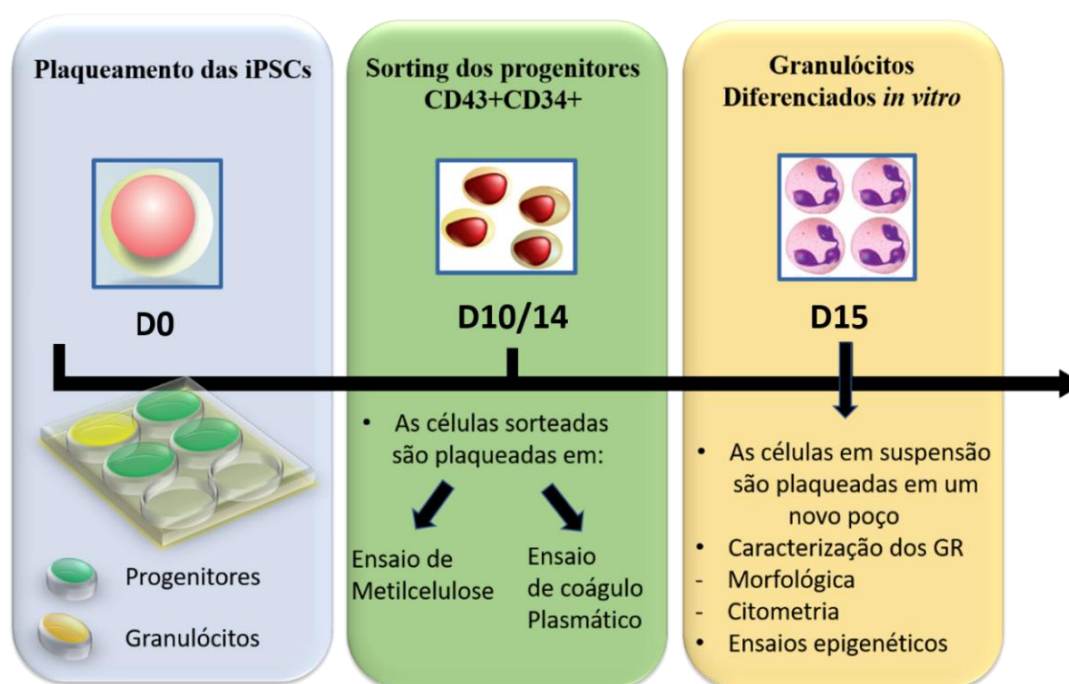 Plaqueamento das iPSCs
D0
Progenitores
Granulócitos
Sorting dos progenitores
CD43+CD34+
D10/14
• As células sorteadas
são plaqueadas em:
Ensaio de
Metilcelulose
Ensaio
de coágulo
Plasmático
Granulócitos
Diferenciados in vitro
D15
• As células em suspensão
são plaqueadas em um
novo poço
• Caracterização dos GR
- Morfológica
- Citometria
• Ensaios epigenéticos